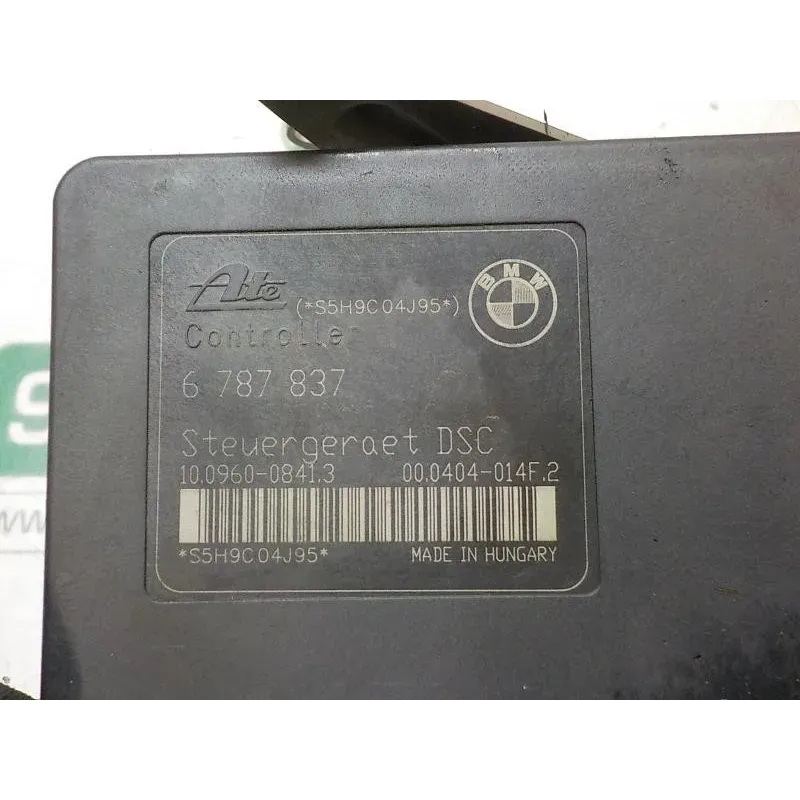 Ate (*S5H9C04J95*)
BMW
Controller
6 787 837
Steuergeraet DSC
10.0960-0841.3 00.0404-014F.2
*S5H9C04J95* MADE IN HUNGARY